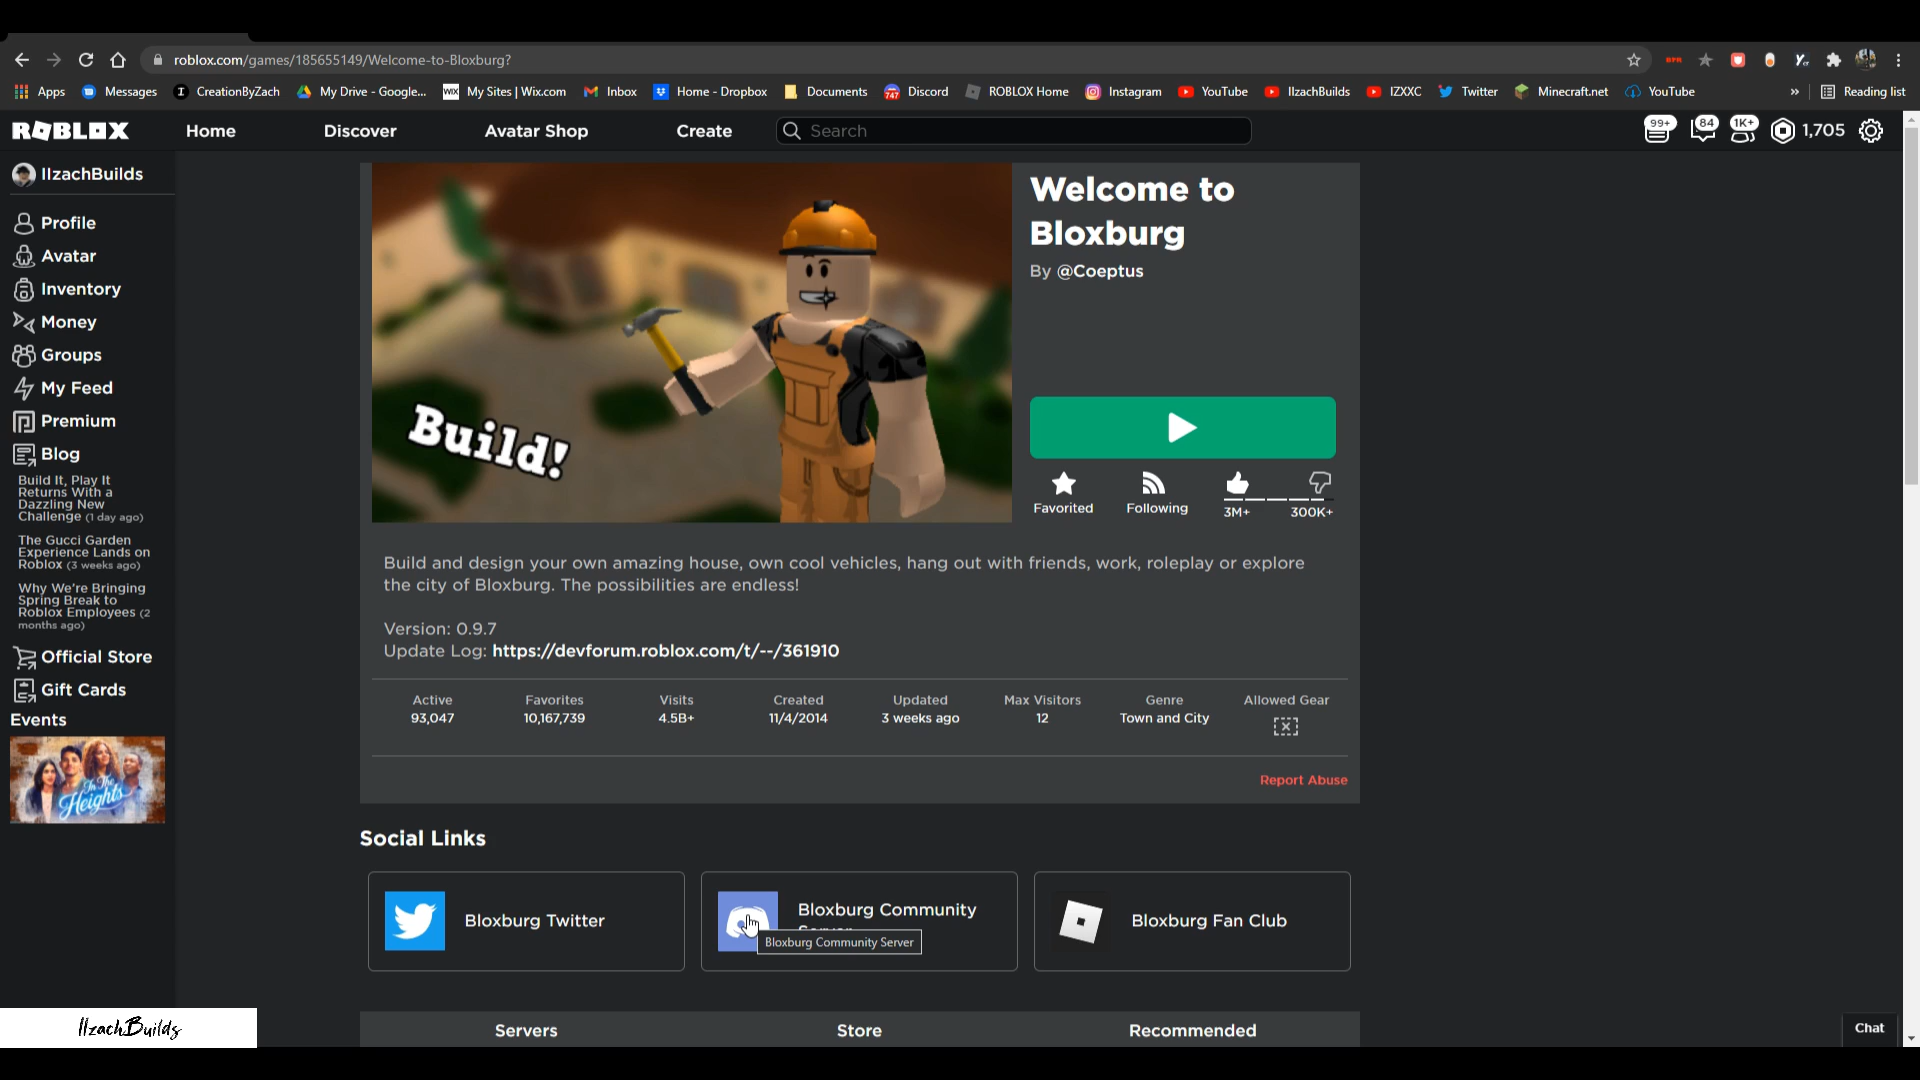 roblox.com/games/185655149/Welcome-to-Bloxburg?
Apps Messages CreationByZach My Drive - Google... My Sites | Wix.com Inbox Home - Dropbox Documents Discord ROBLOX Home Instagram YouTube IIzachBuilds IZXXC Twitter Minecraft.net YouTube » Reading list
ROBLOX Home Discover Avatar Shop Create Search 99+ 84 1K+ 1,705
IIzachBuilds
Profile
Avatar
Inventory
Money
Groups
My Feed
Premium
Blog
Build It, Play It
Returns With a
Dazzling New
Challenge (1 day ago)
The Gucci Garden
Experience Lands on
Roblox (3 weeks ago)
Why We're Bringing
Spring Break to
Roblox Employees (2
months ago)
Official Store
Gift Cards
Events
In The
Heights
IIzachBuilds
Build!
Welcome to
Bloxburg
By @Coeptus
Favorited Following 3M+ 300K+
Build and design your own amazing house, own cool vehicles, hang out with friends, work, roleplay or explore
the city of Bloxburg. The possibilities are endless!
Version: 0.9.7
Update Log: https://devforum.roblox.com/t/--/361910
Active Favorites Visits Created Updated Max Visitors Genre Allowed Gear
93,047 10,167,739 4.5B+ 11/4/2014 3 weeks ago 12 Town and City
Report Abuse
Social Links
Bloxburg Twitter
Bloxburg Community
Server
Bloxburg Community Server
Bloxburg Fan Club
Servers Store Recommended
Chat